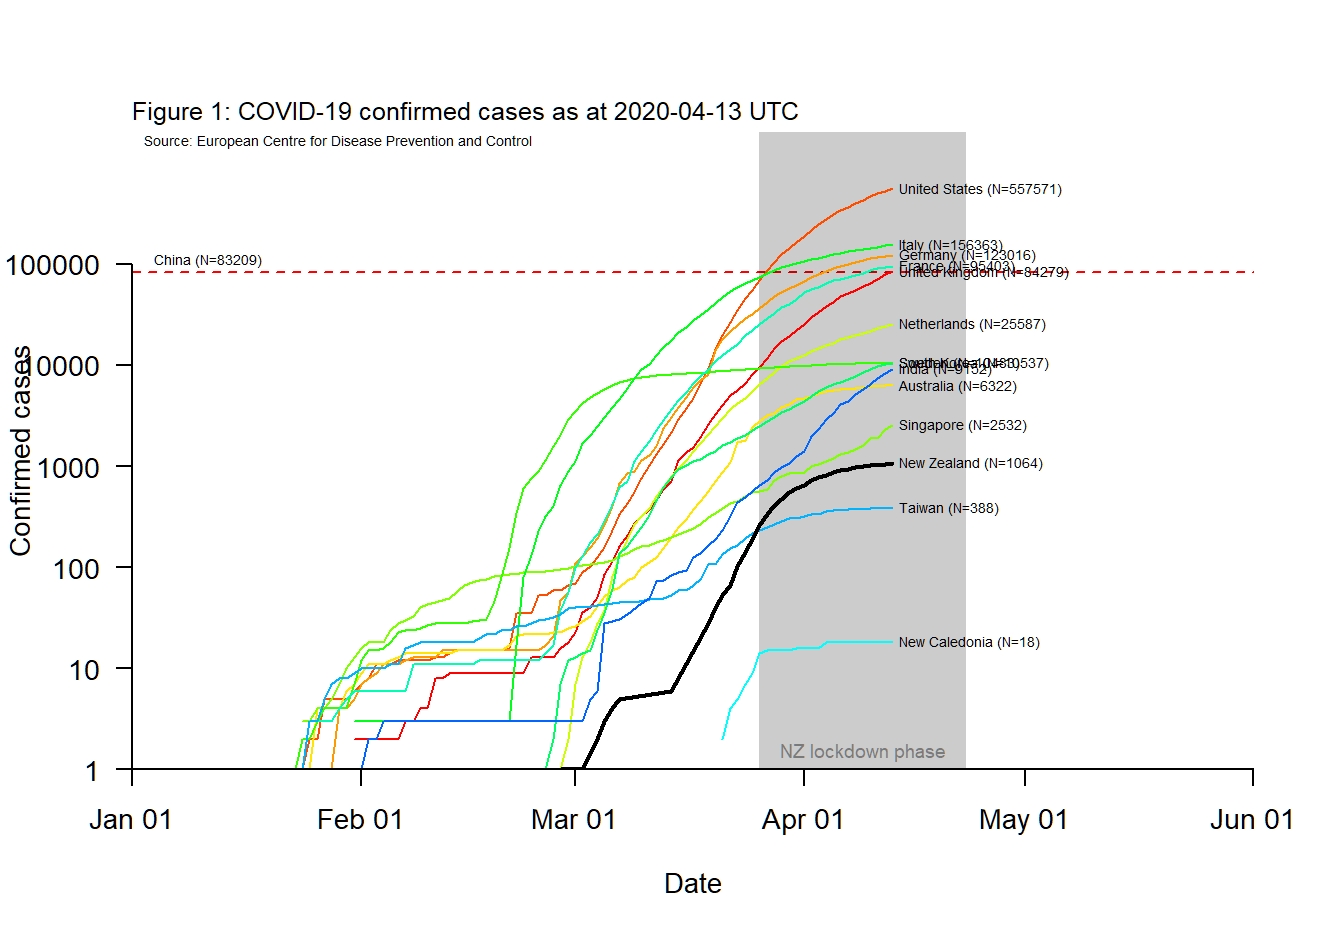 Figure 1: COVID-19 confirmed cases as at 2020-04-13 UTC
Source: European Centre for Disease Prevention and Control
United States (N=557571)
Italy (N=156363)
Germany (N=123016)
France (N=95403)
China (N=83209)
United Kingdom (N=84279)
Netherlands (N=25587)
India (N=9152)
Australia (N=6322)
Singapore (N=2532)
New Zealand (N=1064)
Taiwan (N=388)
New Caledonia (N=18)
NZ lockdown phase
Confirmed cases
100000
10000
1000
100
10
1
Jan 01
Feb 01
Mar 01
Apr 01
May 01
Jun 01
Date